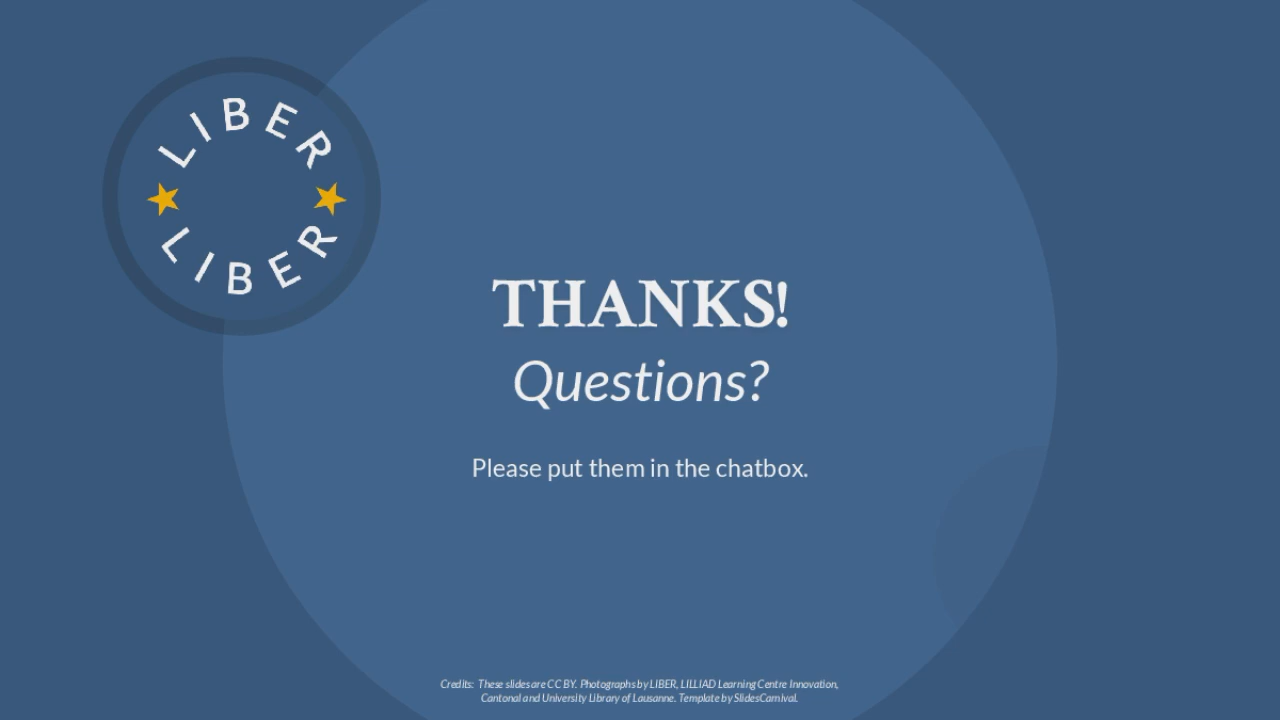 LIBER
LIBER
THANKS!
Questions?
Please put them in the chatbox.
Credits: These slides are CC BY. Photographs by LIBER, LILLIAD Learning Centre Innovation,
Cantonal and University Library of Lausanne. Template by SlidesCarnival.